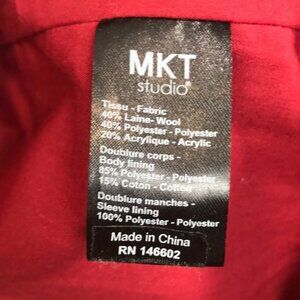 MKT
studio®
Tissu - Fabric
40% Laine- Wool
40% Polyester - Polyester
20% Acrylique - Acrylic
Doublure corps -
Body lining
85% Polyester - Polyester
15% Coton - Cotton
Doublure manches -
Sleeve lining
100% Polyester - Polyester
Made in China
RN 146602